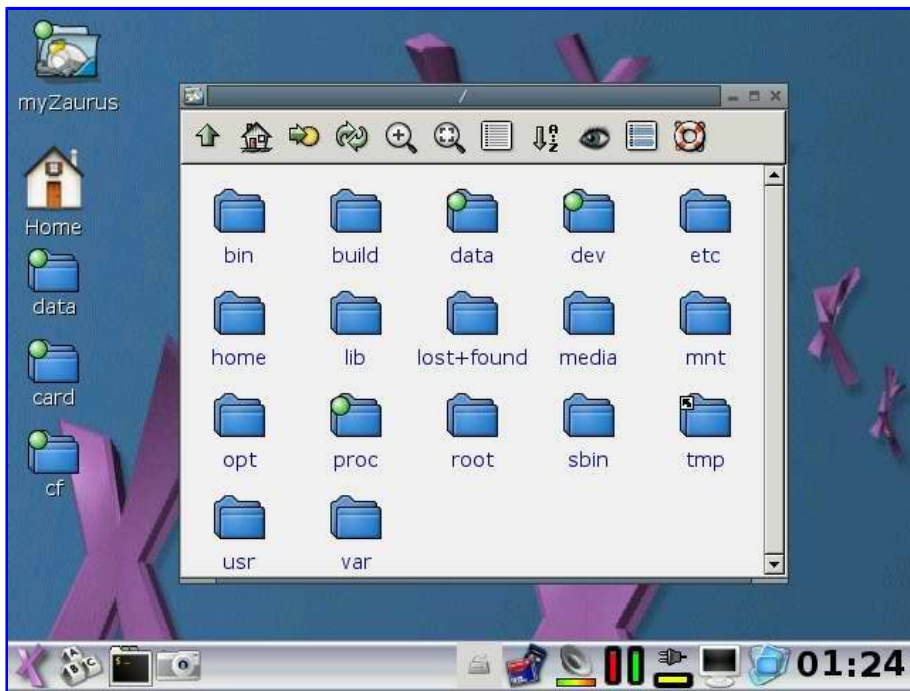 myZaurus
Home
data
card
cf
/
bin build data dev etc
home lib lost+found media mnt
opt proc root sbin tmp
usr var
01:24